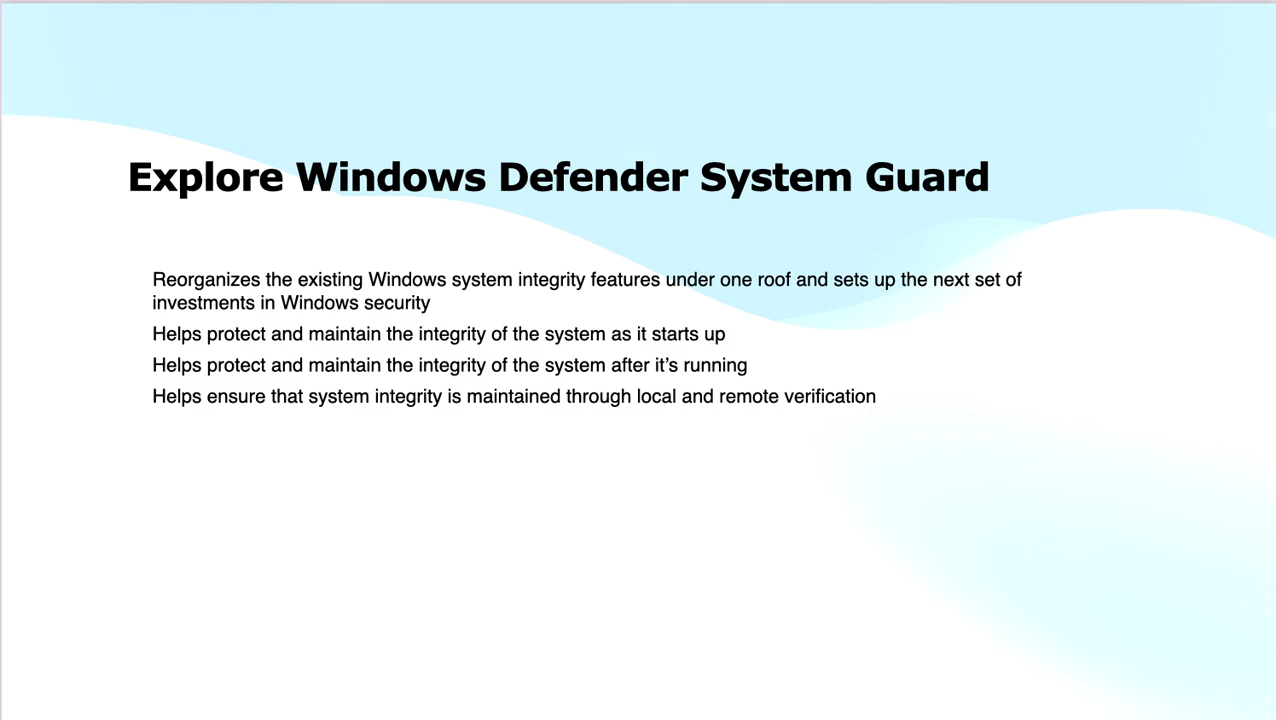 Explore Windows Defender System Guard
Reorganizes the existing Windows system integrity features under one roof and sets up the next set of
investments in Windows security
Helps protect and maintain the integrity of the system as it starts up
Helps protect and maintain the integrity of the system after it’s running
Helps ensure that system integrity is maintained through local and remote verification